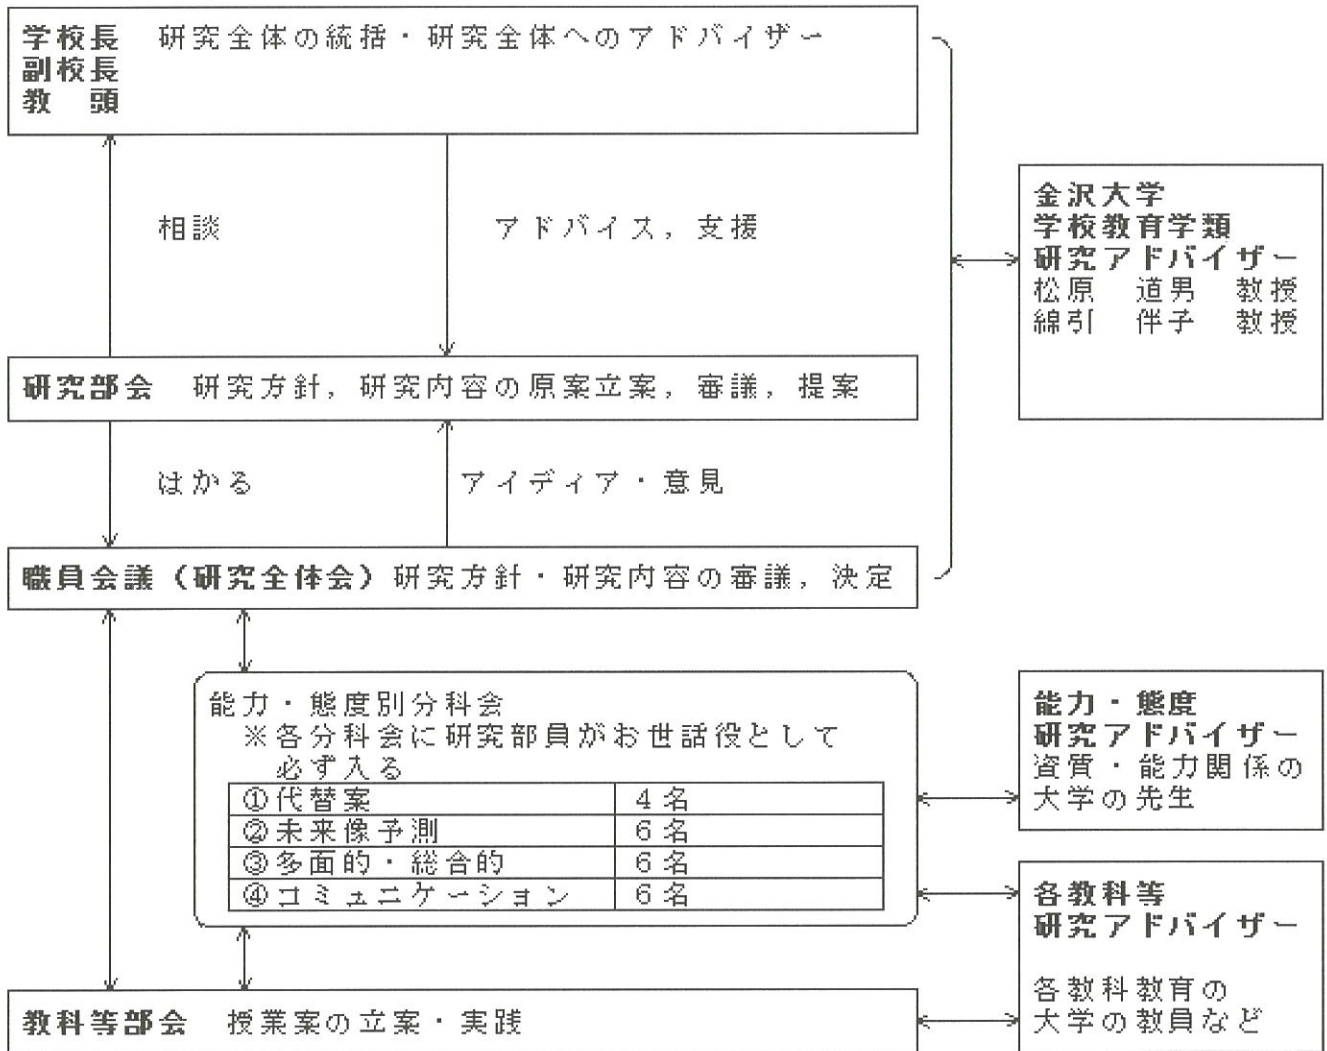 学校長　研究全体の統括・研究全体へのアドバイザー
副校長
教　頭
相談
アドバイス，支援
金沢大学
学校教育学類
研究アドバイザー
松原　道男　教授
綿引　伴子　教授
研究部会　研究方針，研究内容の原案立案，審議，提案
はかる
アイディア・意見
職員会議（研究全体会）研究方針・研究内容の審議，決定
能力・態度別分科会
※各分科会に研究部員がお世話役として
必ず入る
①代替案　4名
②未来像予測　6名
③多面的・総合的　6名
④コミュニケーション　6名
能力・態度
研究アドバイザー
資質・能力関係の
大学の先生
各教科等
研究アドバイザー
各教科教育の
大学の教員など
教科等部会　授業案の立案・実践